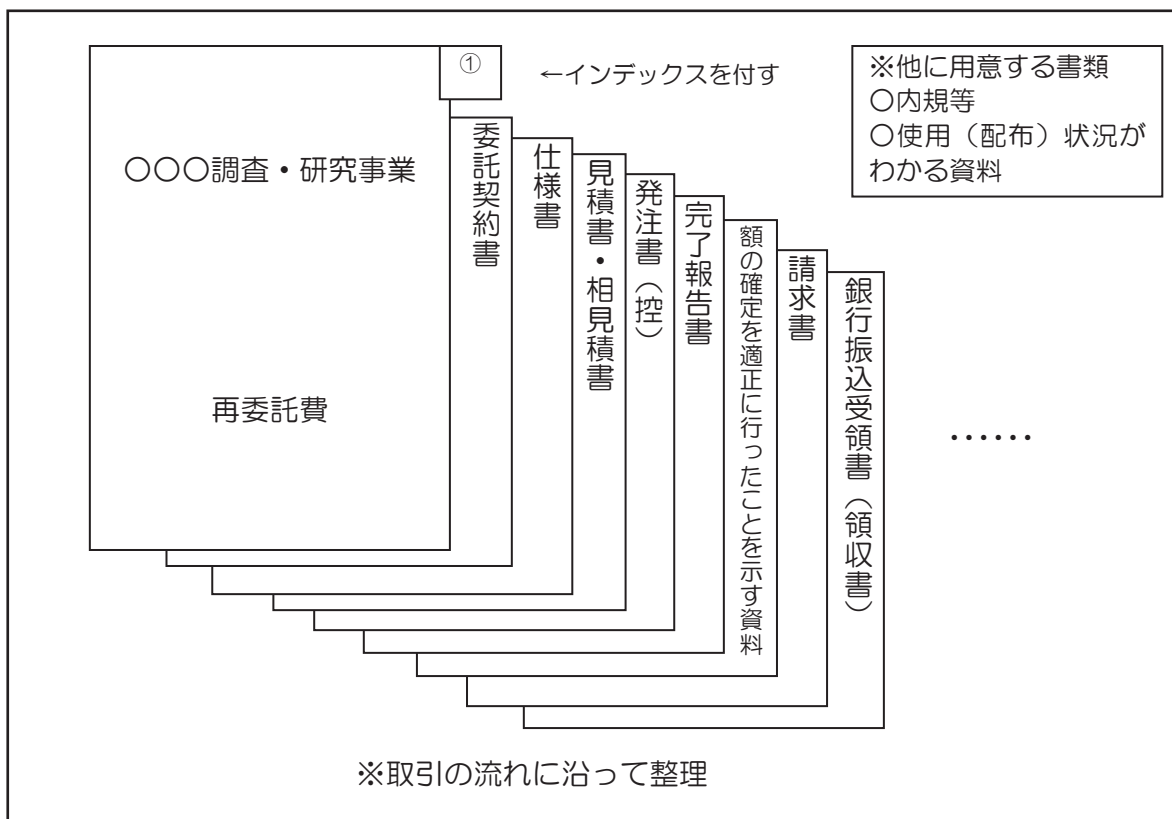 ①
←インデックスを付す
※他に用意する書類
〇内規等
〇使用（配布）状況が
わかる資料
〇〇〇調査・研究事業
再委託費
委託契約書
仕様書
見積書・相見積書
発注書（控）
完了報告書
額の確定を適正に行ったことを示す資料
請求書
銀行振込受領書（領収書）
……
※取引の流れに沿って整理